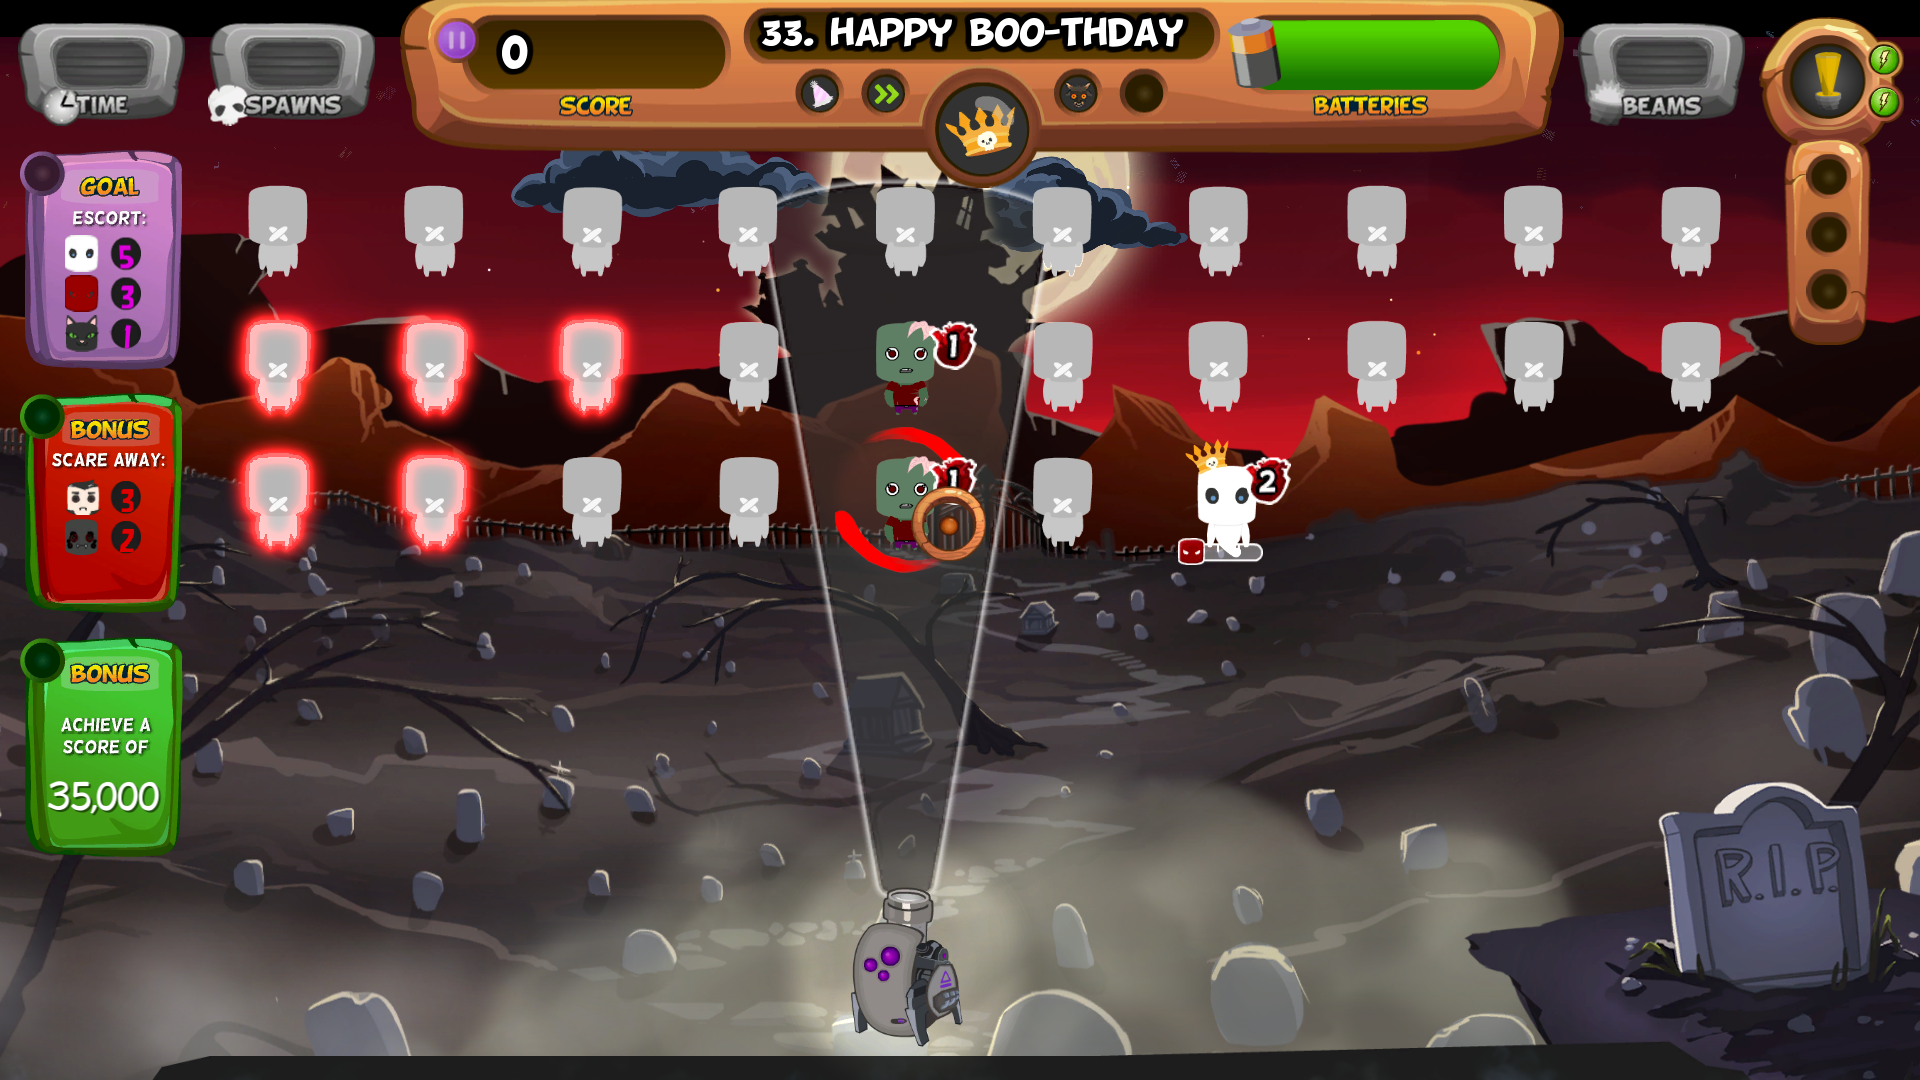 33. HAPPY BOO-THDAY
0
SCORE
BATTERIES
TIME
SPAWNS
BEAMS
GOAL
ESCORT:
5
3
1
BONUS
SCARE AWAY:
3
2
BONUS
ACHIEVE A
SCORE OF
35,000
1
1
2
R.I.P.